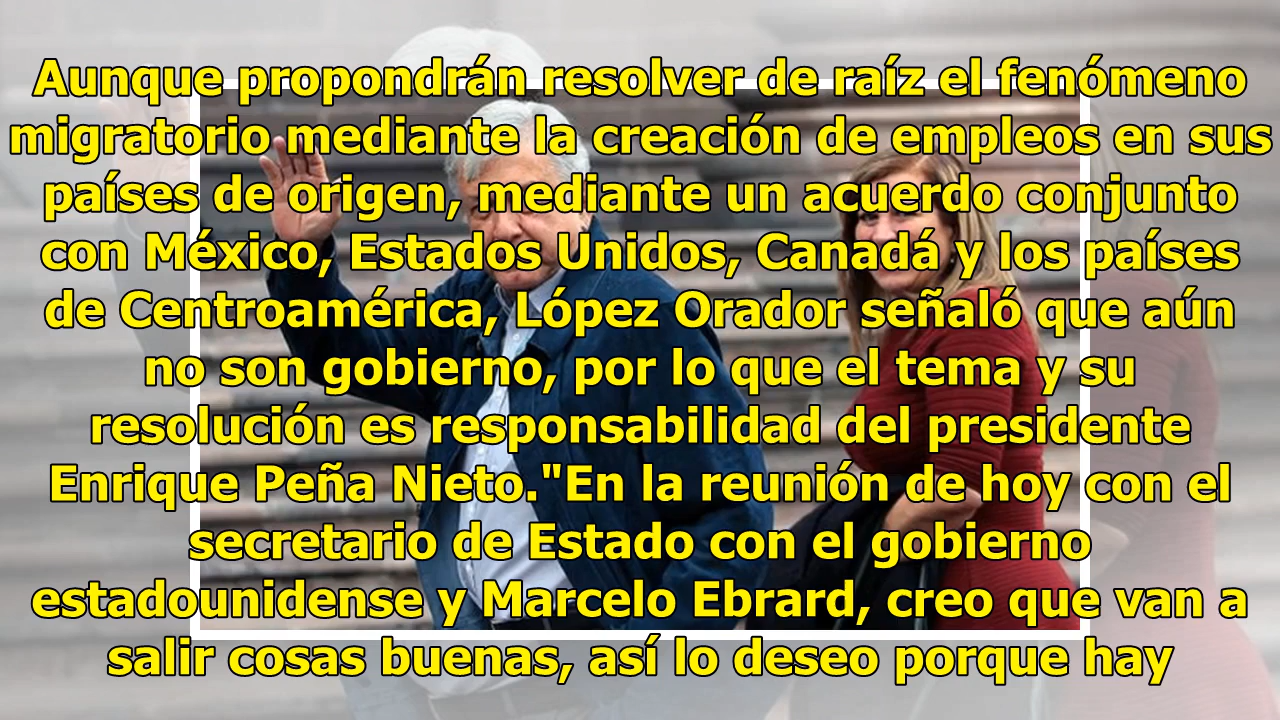 Aunque propondrán resolver de raíz el fenómeno
migratorio mediante la creación de empleos en sus
países de origen, mediante un acuerdo conjunto
con México, Estados Unidos, Canadá y los países
de Centroamérica, López Orador señaló que aún
no son gobierno, por lo que el tema y su
resolución es responsabilidad del presidente
Enrique Peña Nieto."En la reunión de hoy con el
secretario de Estado con el gobierno
estadounidense y Marcelo Ebrard, creo que van a
salir cosas buenas, así lo deseo porque hay